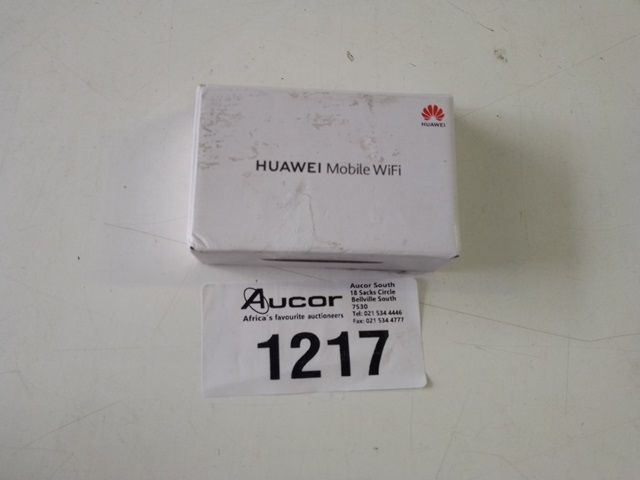 HUAWEI
HUAWEI Mobile WiFi
Aucor
Africa's favourite auctioneers
Aucor South
18 Sacks Circle
Bellville South
7530
Tel: 021 534 4446
Fax: 021 534 4777
1217